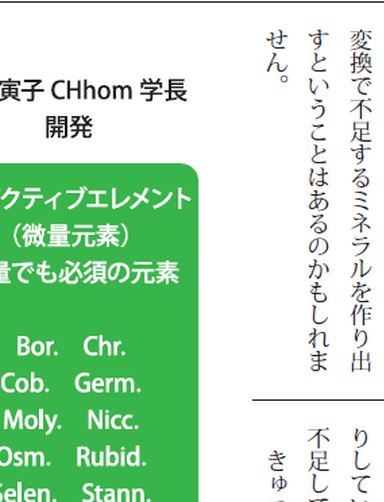 変換で不足するミネラルを作り出
すということはあるのかもしれま
せん。
寅子 CHhom 学長
開発
クティブエレメント
（微量元素）
量でも必須の元素
Bor. Chr.
Cob. Germ.
Moly. Nicc.
Osm. Rubid.
Selen. Stann.
りして
不足し
きゅ